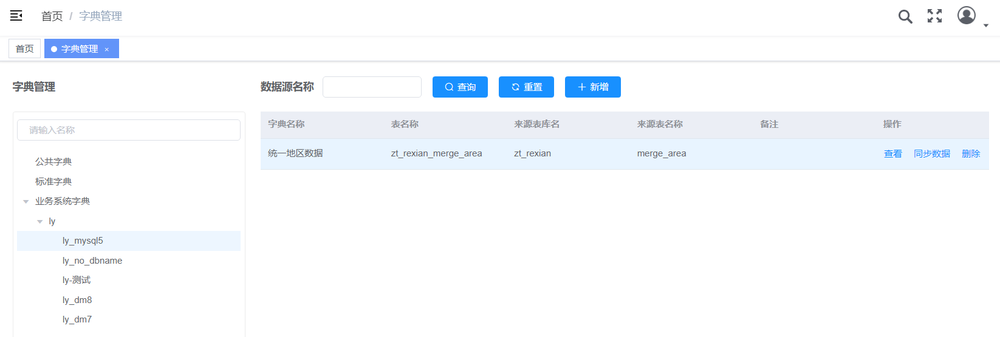 首页 / 字典管理
首页 字典管理 ×
字典管理
请输入名称
公共字典
标准字典
业务系统字典
ly
ly_mysql5
ly_no_dbname
ly-测试
ly_dm8
ly_dm7
数据源名称 查询 重置 新增
字典名称 表名称 来源表库名 来源表名称 备注 操作
统一地区数据 zt_rexian_merge_area zt_rexian merge_area 查看 同步数据 删除